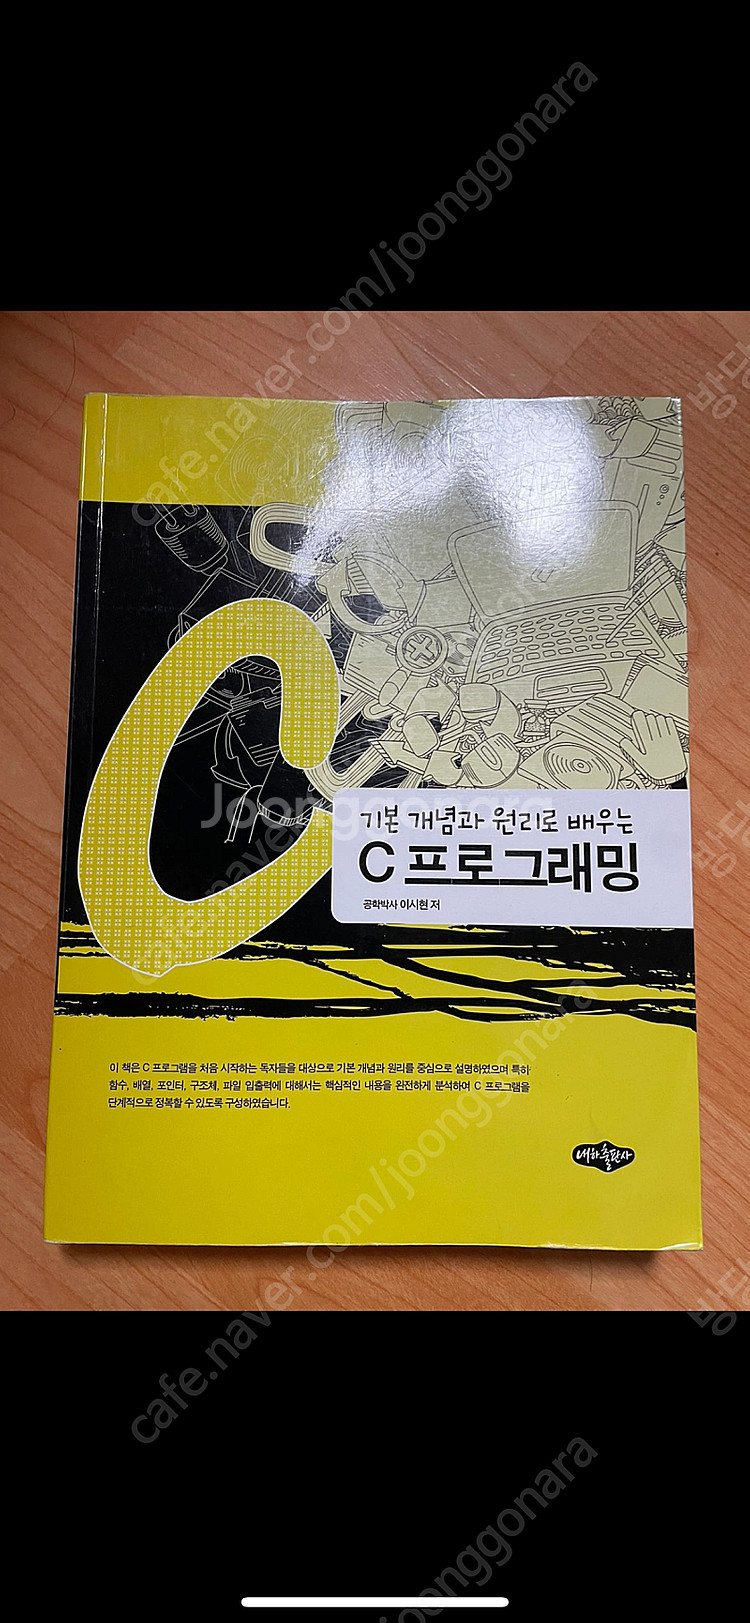 cafe.naver.com/joonggonara
Joonggonara
기본 개념과 원리로 배우는
C 프로그래밍
공학박사 이시현 저
이 책은 C 프로그램을 처음 시작하는 독자들을 대상으로 기본 개념과 원리를 중심으로 설명하였으며 특히
함수, 배열, 포인터, 구조체, 파일 입출력에 대해서는 핵심적인 내용을 완전하게 분석하여 C 프로그램을
단계적으로 정복할 수 있도록 구성하였습니다.
내하출판사
cafe.naver.com/joonggonara
cafe.naver.com/joonggonara
joonggonara